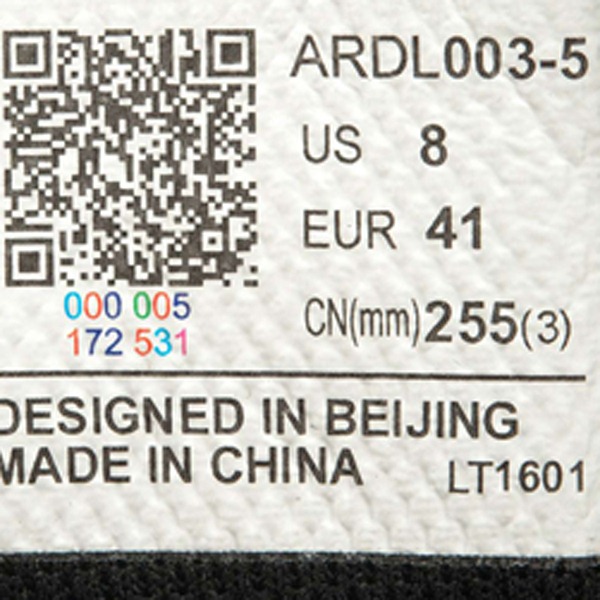 ARDL003-5
US 8
EUR 41
CN(mm)255(3)
000 005
172 531
DESIGNED IN BEIJING
MADE IN CHINA
LT1601